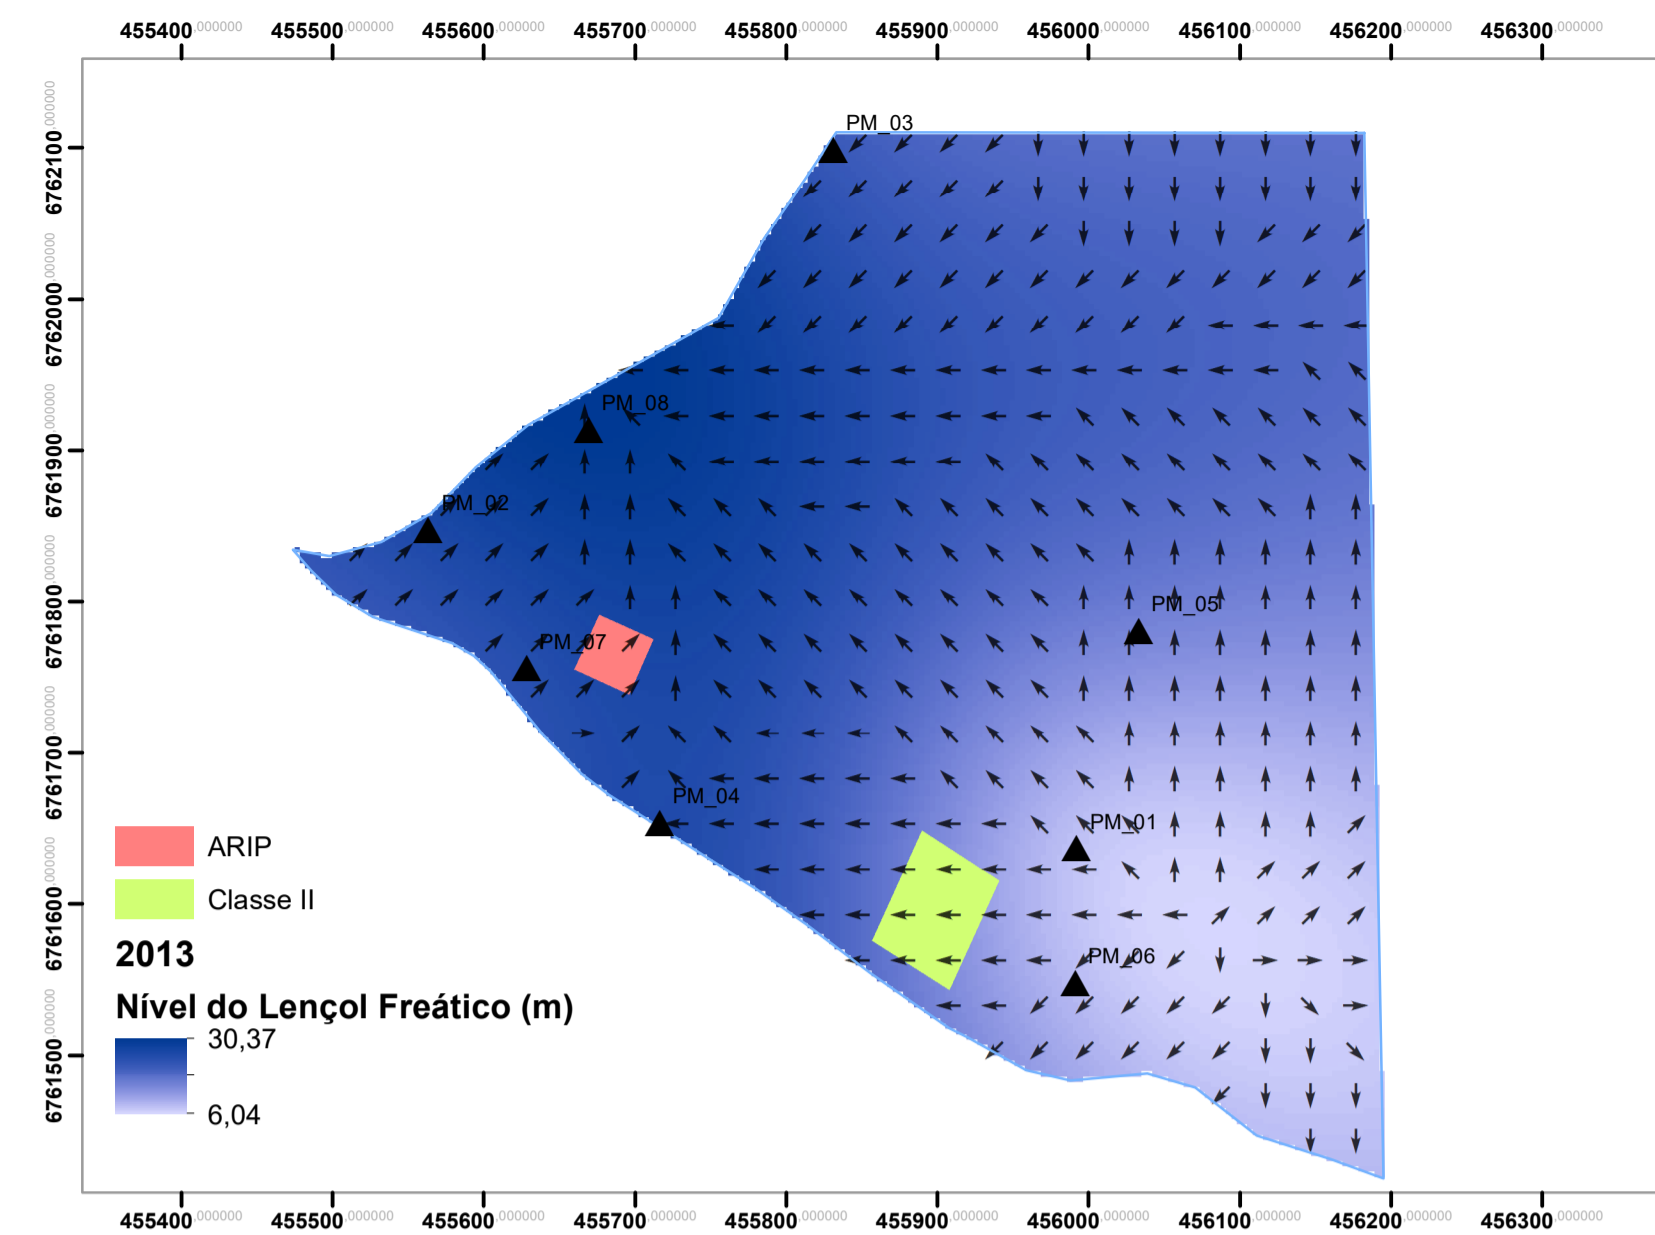 455400,000000 455500,000000 455600,000000 455700,000000 455800,000000 455900,000000 456000,000000 456100,000000 456200,000000 456300,000000
6762100,000000
6762000,000000
6761900,000000
6761800,000000
6761700,000000
6761600,000000
6761500,000000
PM_03
PM_08
PM_02
PM_05
PM_07
PM_04
PM_01
PM_06
ARIP
Classe II
2013
Nível do Lençol Freático (m)
30,37
6,04
455400,000000 455500,000000 455600,000000 455700,000000 455800,000000 455900,000000 456000,000000 456100,000000 456200,000000 456300,000000